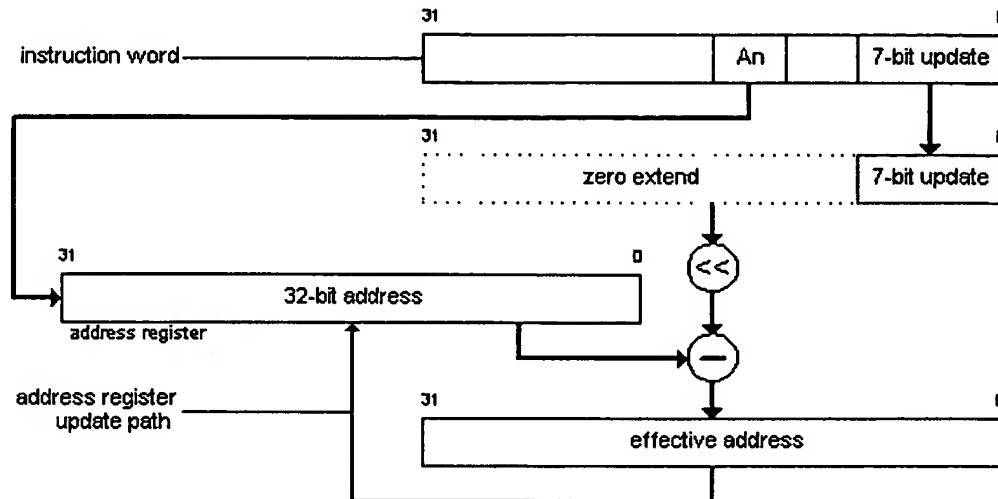 31
instruction word
An
7-bit update
31
zero extend
7-bit update
<<
31
0
32-bit address
address register
address register
update path
31
effective address